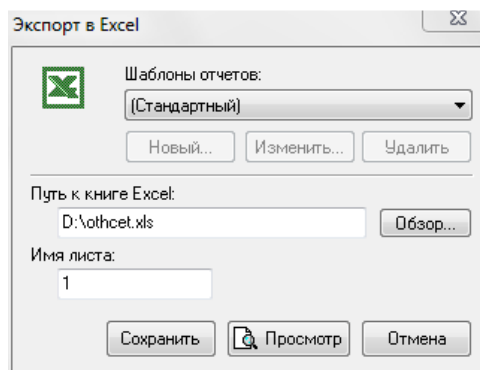 Экспорт в Excel
Шаблоны отчетов:
(Стандартный)
Новый... Изменить... Удалить
Путь к книге Excel:
D:\othcet.xls Обзор...
Имя листа:
1
Сохранить Просмотр Отмена